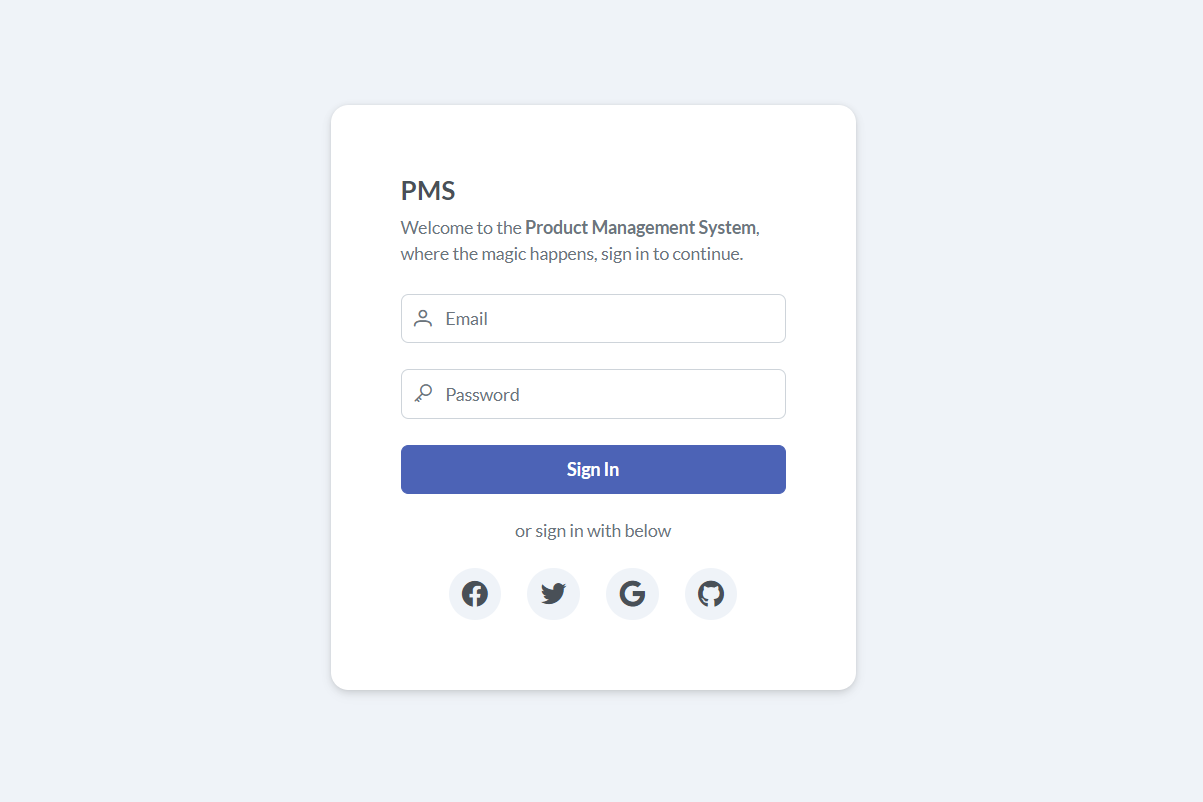 PMS
Welcome to the Product Management System,
where the magic happens, sign in to continue.
Email
Password
Sign In
or sign in with below